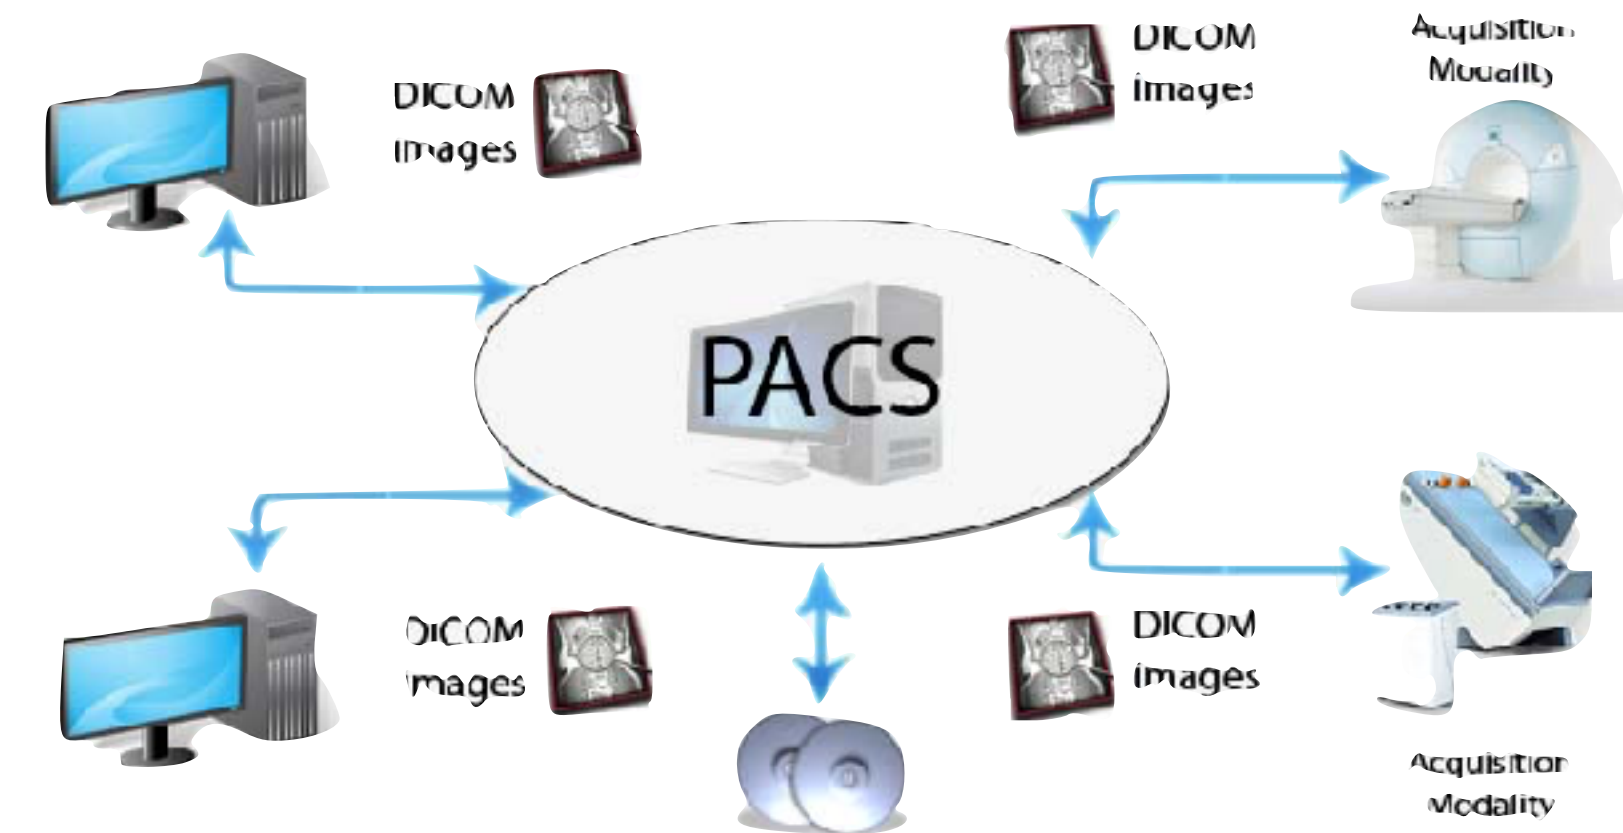 DICOM
Images
DICOM
Images
Acquisition
Modality
PACS
DICOM
Images
DICOM
Images
Acquisition
Modality